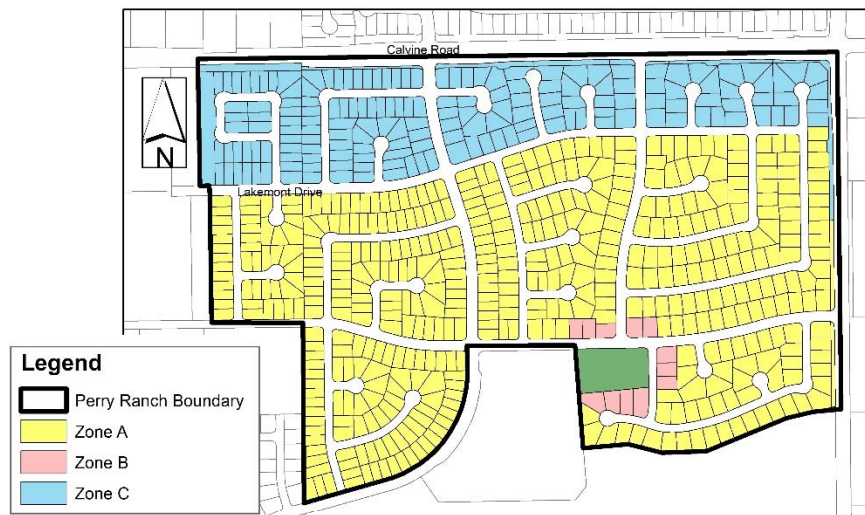 Calvine Road
N
Lakemont Drive
Legend
Perry Ranch Boundary
Zone A
Zone B
Zone C